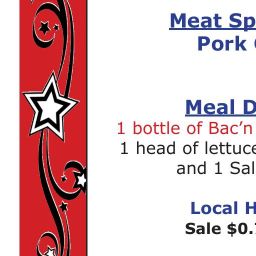 Meat Sp
Pork
Meal D
1 bottle of Bac'n
1 head of lettuce
and 1 Sal
Local H
Sale $0.